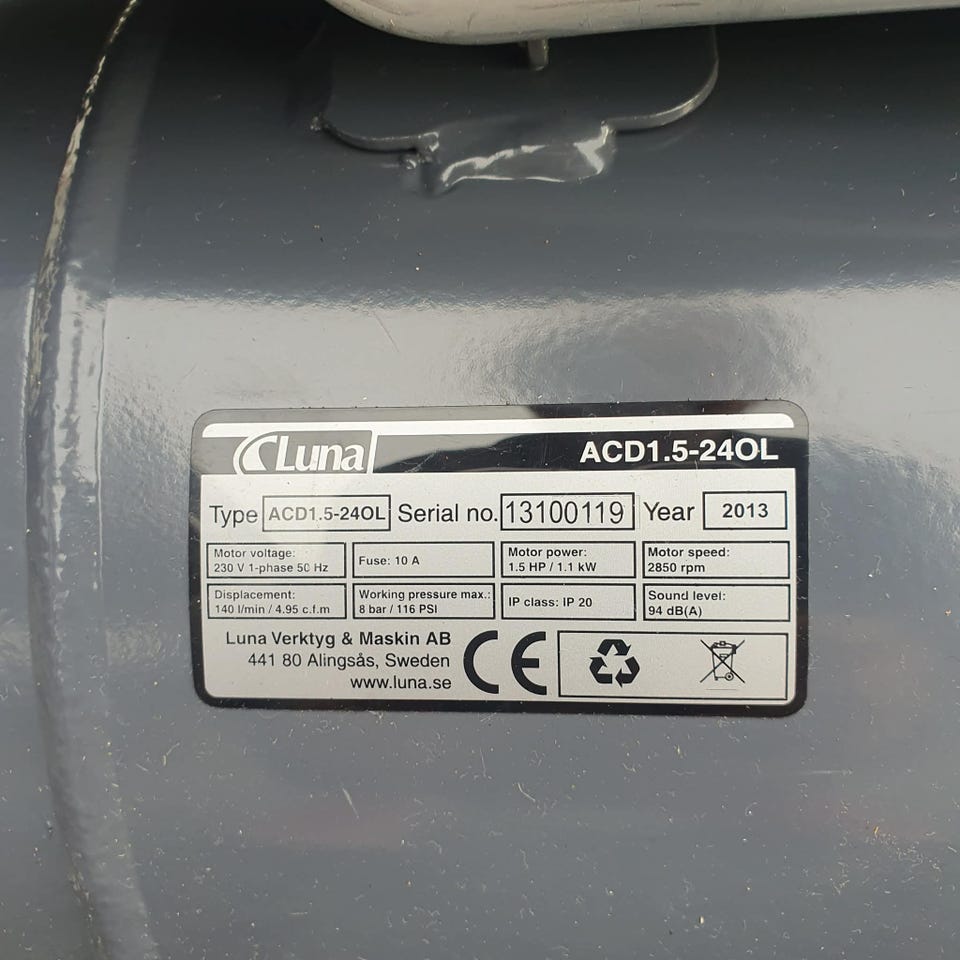 Luna ACD1.5-24OL
Type ACD1.5-24OL Serial no. 13100119 Year 2013
Motor voltage:
230 V 1-phase 50 Hz
Fuse: 10 A
Motor power:
1.5 HP / 1.1 kW
Motor speed:
2850 rpm
Displacement:
140 l/min / 4.95 c.f.m
Working pressure max.:
8 bar / 116 PSI
IP class: IP 20
Sound level:
94 dB(A)
Luna Verktyg & Maskin AB
441 80 Alingsås, Sweden
www.luna.se
CE